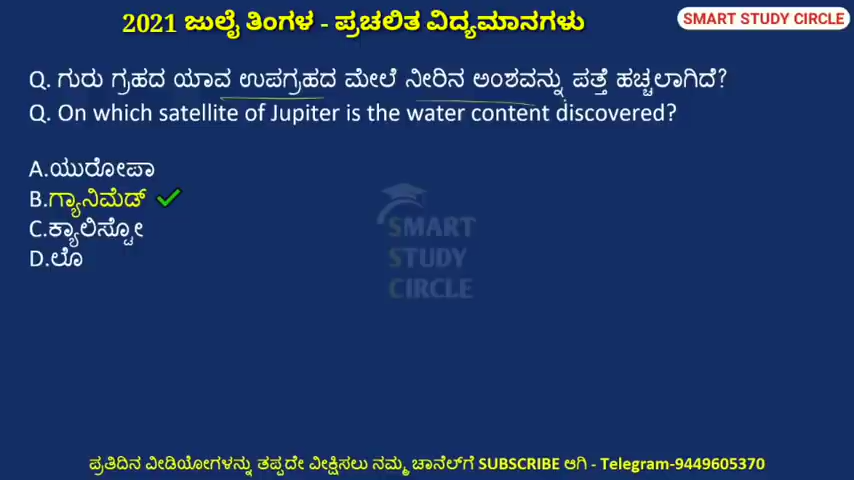 2021 ಜುಲೈ ತಿಂಗಳ - ಪ್ರಚಲಿತ ವಿದ್ಯಮಾನಗಳು
SMART STUDY CIRCLE
Q. ಗುರು ಗ್ರಹದ ಯಾವ ಉಪಗ್ರಹದ ಮೇಲೆ ನೀರಿನ ಅಂಶವನ್ನು ಪತ್ತೆ ಹಚ್ಚಲಾಗಿದೆ?
Q. On which satellite of Jupiter is the water content discovered?
A.ಯುರೋಪಾ
B.ಗ್ಯಾನಿಮೆಡ್
C.ಕ್ಯಾಲಿಸ್ಟೋ
D.ಲೊ
SMART
STUDY
CIRCLE
ಪ್ರತಿದಿನ ವೀಡಿಯೋಗಳನ್ನು ತಪ್ಪದೇ ವೀಕ್ಷಿಸಲು ನಮ್ಮ ಚಾನೆಲ್‌ಗೆ SUBSCRIBE ಆಗಿ - Telegram-9449605370